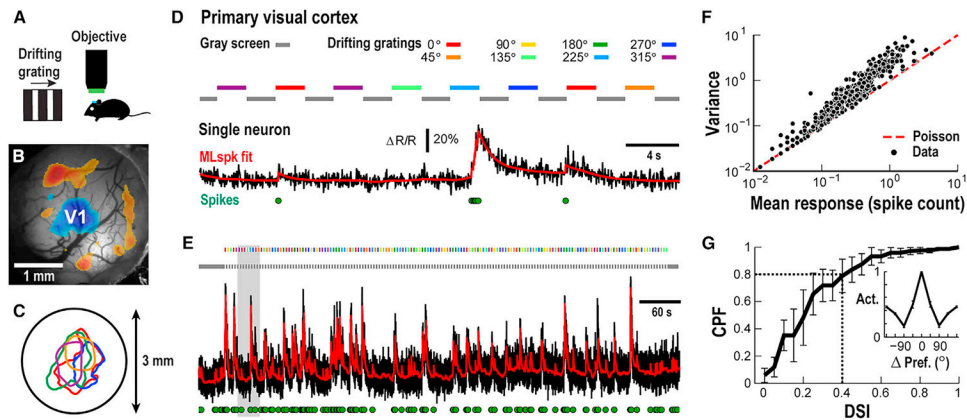 A
Objective
Drifting
grating
B
V1
1 mm
C
3 mm
D Primary visual cortex
Gray screen
Drifting gratings
0° 90° 180° 270°
45° 135° 225° 315°
Single neuron
ΔR/R 20%
4 s
MLspk fit
Spikes
E
60 s
F
Variance
10¹
10⁰
10⁻¹
10⁻²
Poisson
Data
10⁻² 10⁻¹ 10⁰ 10¹
Mean response (spike count)
G
CPF
1
0.8
0.6
0.4
0.2
0
0 0.2 0.4 0.6 0.8 1
DSI
1
Act.
0
−90 0 90
Δ Pref. (°)